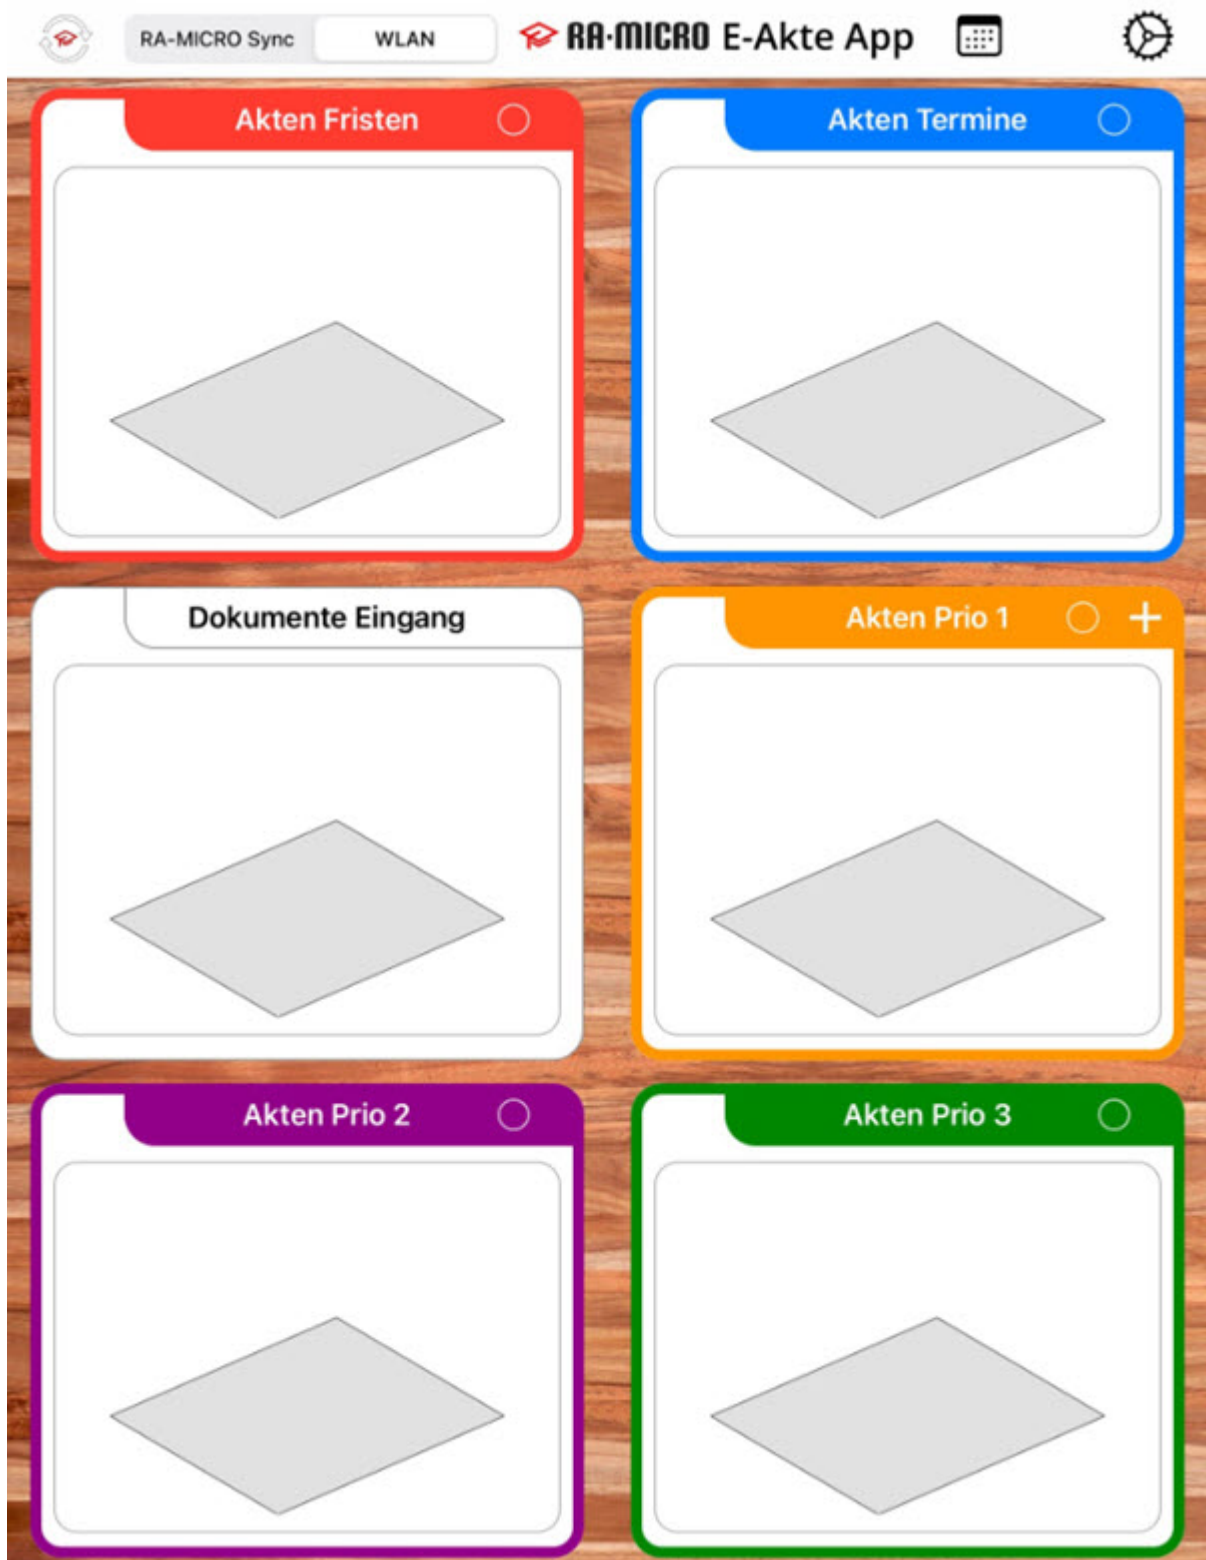 RA-MICRO Sync WLAN RA·MICRO E-Akte App
Akten Fristen
Akten Termine
Dokumente Eingang
Akten Prio 1
Akten Prio 2
Akten Prio 3